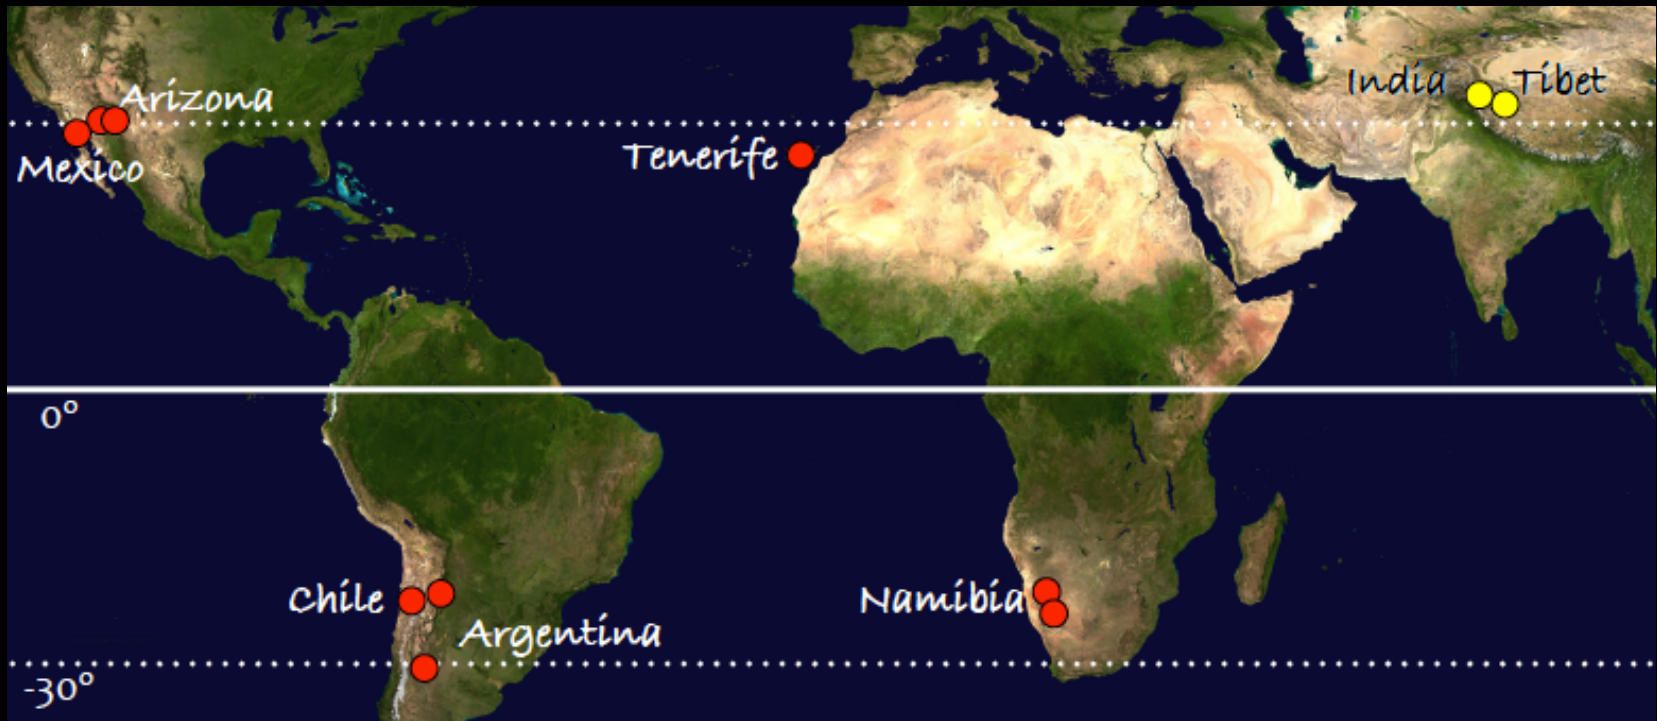 India
Tibet
Arizona
Tenerife
Mexico
0°
Chile
Namibia
Argentina
-30°